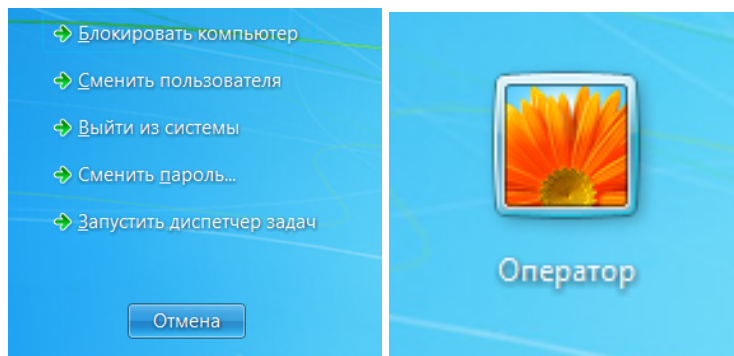 Блокировать компьютер
Сменить пользователя
Выйти из системы
Сменить пароль...
Запустить диспетчер задач
Отмена
Оператор